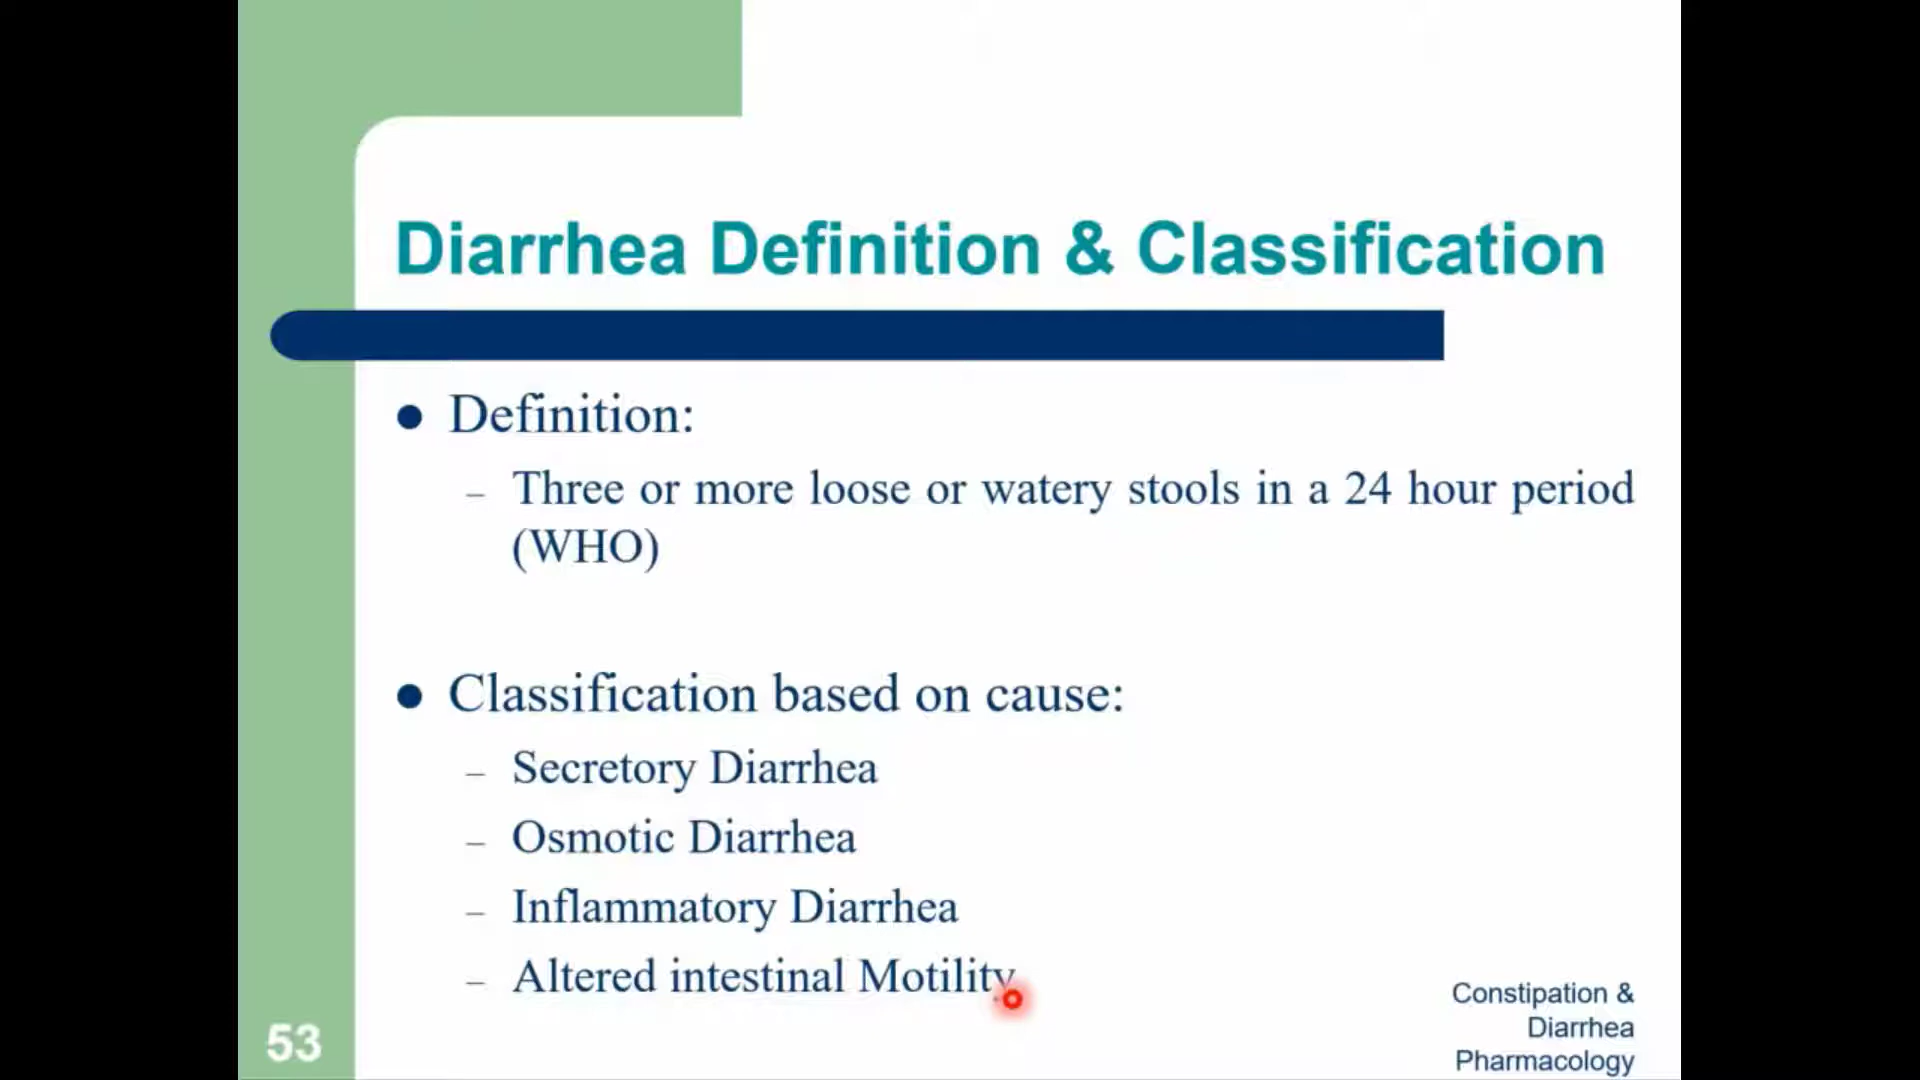 Diarrhea Definition & Classification
● Definition:
– Three or more loose or watery stools in a 24 hour period
(WHO)
● Classification based on cause:
– Secretory Diarrhea
– Osmotic Diarrhea
– Inflammatory Diarrhea
– Altered intestinal Motility
53
Constipation &
Diarrhea
Pharmacology